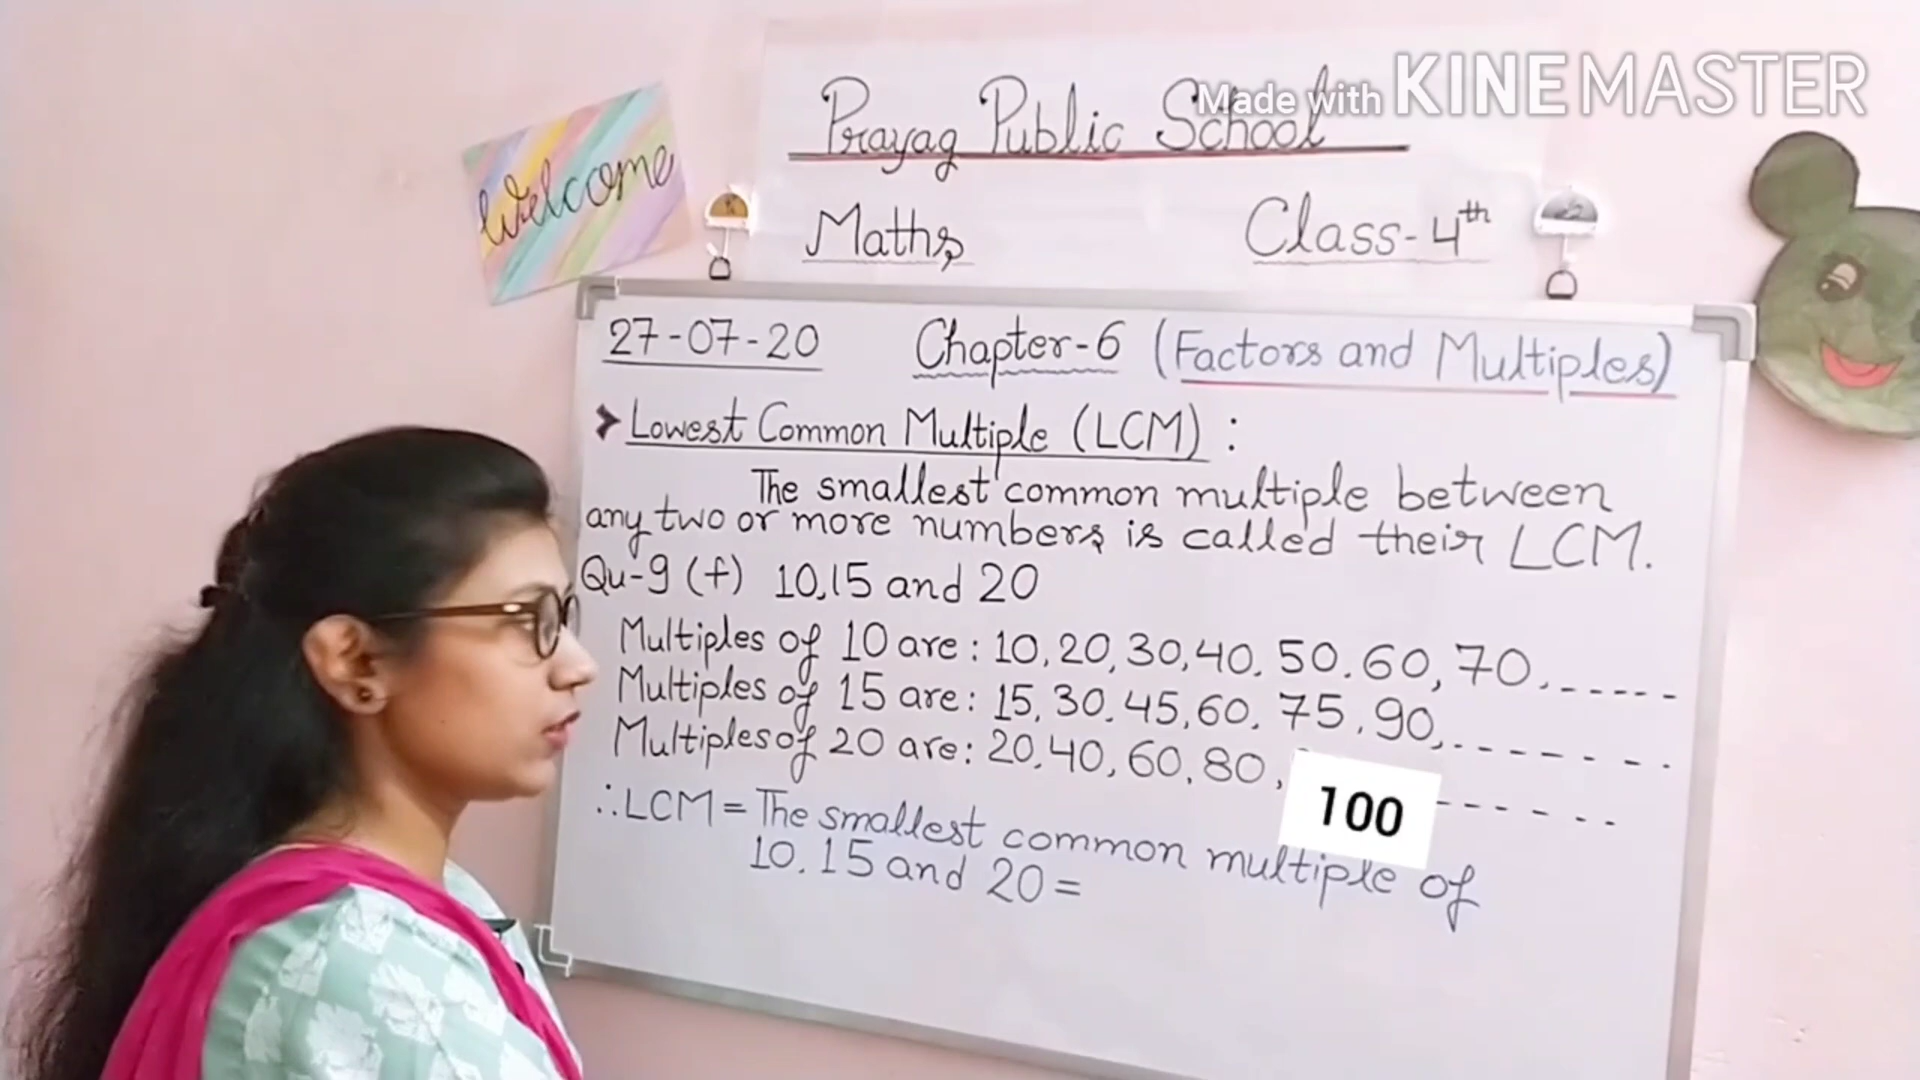 Made with KINEMASTER
Welcome
Prayag Public School
Maths Class-4th
27-07-20 Chapter-6 (Factors and Multiples)
➤ Lowest Common Multiple (LCM) :
The smallest common multiple between
any two or more numbers is called their LCM.
Qu-9 (f) 10,15 and 20
Multiples of 10 are: 10,20,30,40,50,60,70,-----
Multiples of 15 are: 15,30,45,60,75,90,-------
Multiples of 20 are: 20,40,60,80, 100 -----
∴LCM = The smallest common multiple of
10,15 and 20 =